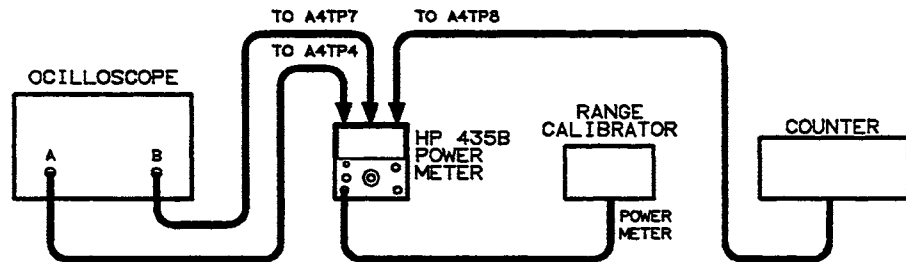 TO A4TP7
TO A4TP8
TO A4TP4
OCILLOSCOPE
A
B
HP 435B
POWER
METER
RANGE
CALIBRATOR
POWER
METER
COUNTER